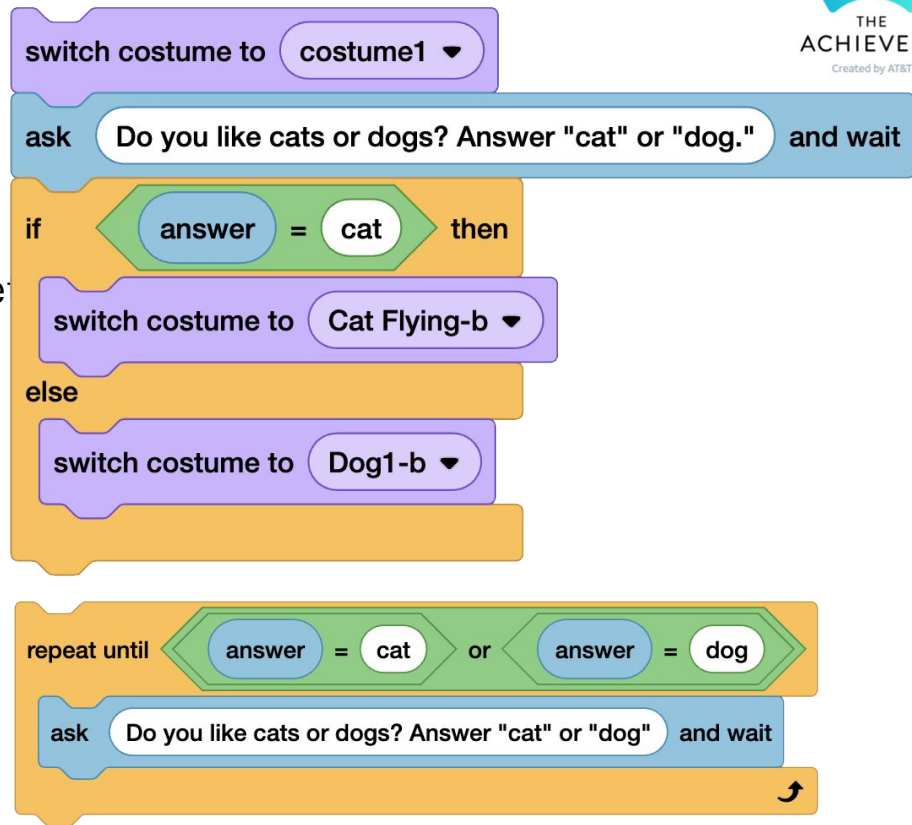 THE
ACHIEVE
Created by AT&T
switch costume to costume1
ask Do you like cats or dogs? Answer "cat" or "dog." and wait
if answer = cat then
switch costume to Cat Flying-b
else
switch costume to Dog1-b
repeat until answer = cat or answer = dog
ask Do you like cats or dogs? Answer "cat" or "dog" and wait